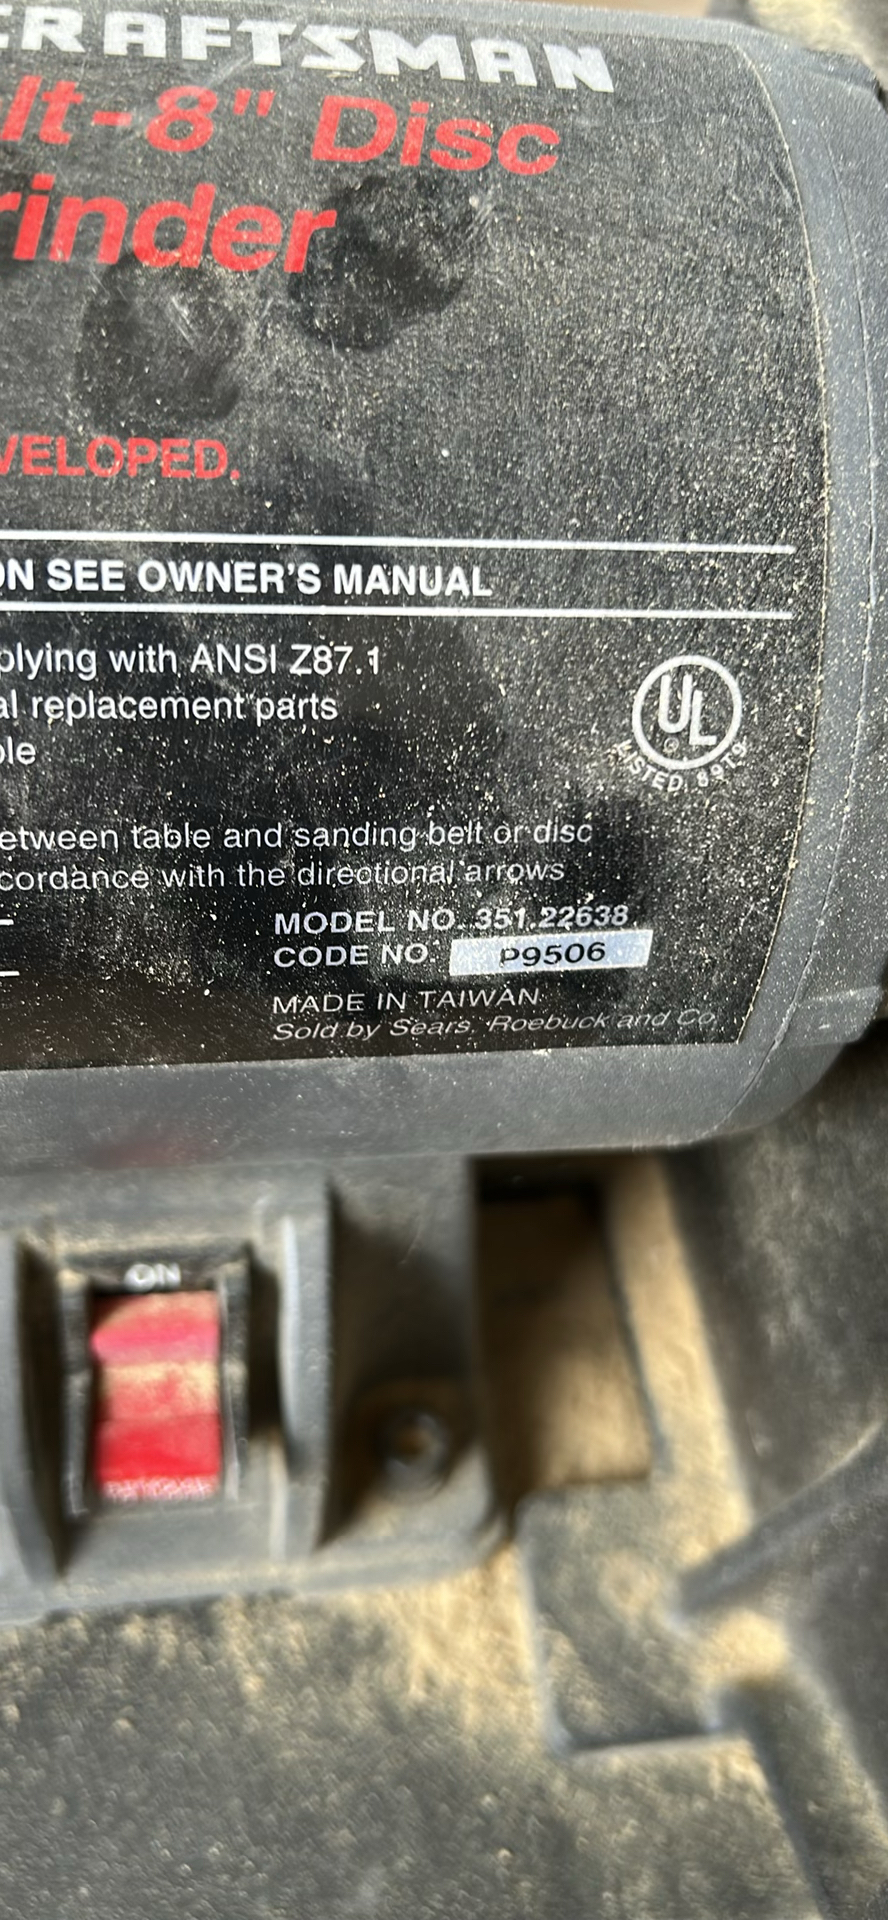 CRAFTSMAN
lt-8" Disc
rinder
VELOPED.
ON SEE OWNER'S MANUAL
plying with ANSI Z87.1
al replacement parts
ble
UL
LISTED 89T9
etween table and sanding belt or disc
cordance with the directional arrows
MODEL NO. 351.22638
CODE NO. P9506
MADE IN TAIWAN
Sold by Sears, Roebuck and Co.
ON